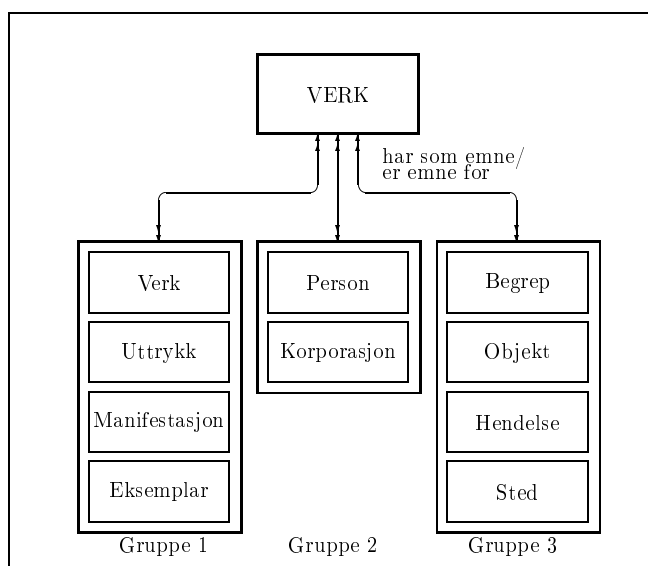 VERK
har som emne/
er emne for
Verk
Uttrykk
Manifestasjon
Eksemplar
Gruppe 1
Person
Korporasjon
Gruppe 2
Begrep
Objekt
Hendelse
Sted
Gruppe 3